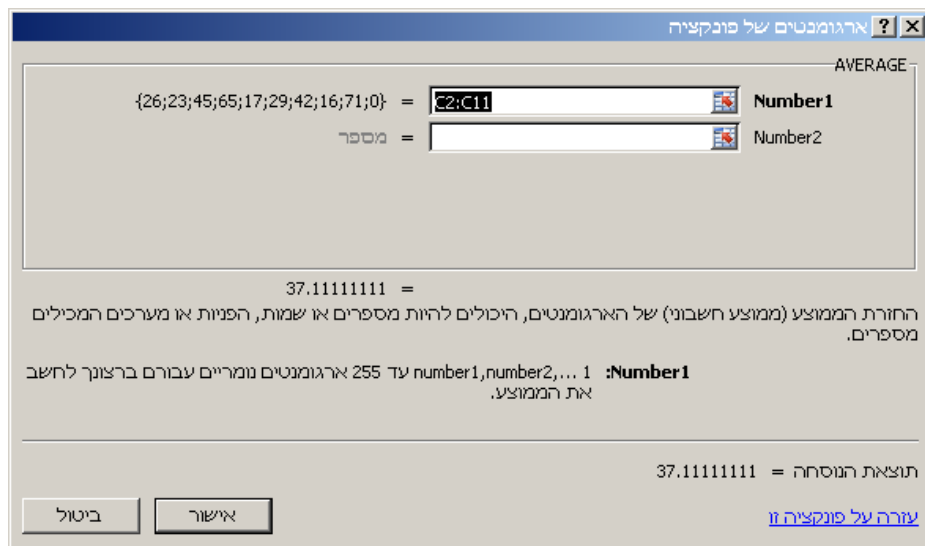 ארגומנטים של פונקציה
AVERAGE
Number1 C2:C11 = {26;23;45;65;17;29;42;16;71;0}
Number2 = מספר
= 37.11111111
החזרת הממוצע (ממוצע חשבוני) של הארגומנטים, היכולים להיות מספרים או שמות, הפניות או מערכים המכילים
מספרים.
Number1: number1,number2,... 1 עד 255 ארגומנטים נומריים עבורם ברצונך לחשב
את הממוצע.
תוצאת הנוסחה = 37.11111111
עזרה על פונקציה זו
אישור
ביטול